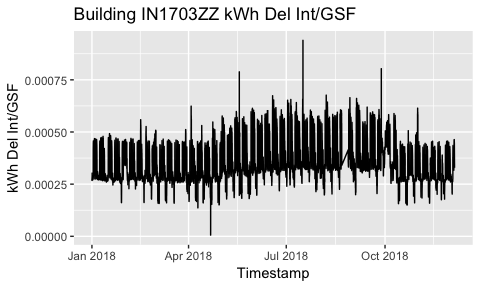 Building IN1703ZZ kWh Del Int/GSF
kWh Del Int/GSF
0.00075
0.00050
0.00025
0.00000
Jan 2018
Apr 2018
Jul 2018
Oct 2018
Timestamp